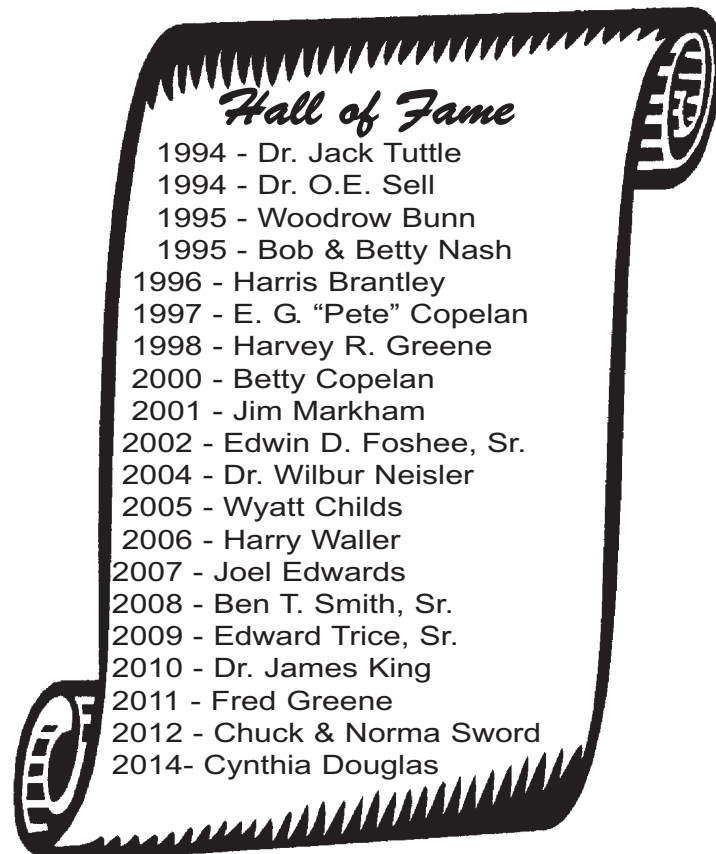 Hall of Fame
1994 - Dr. Jack Tuttle
1994 - Dr. O.E. Sell
1995 - Woodrow Bunn
1995 - Bob & Betty Nash
1996 - Harris Brantley
1997 - E. G. “Pete” Copelan
1998 - Harvey R. Greene
2000 - Betty Copelan
2001 - Jim Markham
2002 - Edwin D. Foshee, Sr.
2004 - Dr. Wilbur Neisler
2005 - Wyatt Childs
2006 - Harry Waller
2007 - Joel Edwards
2008 - Ben T. Smith, Sr.
2009 - Edward Trice, Sr.
2010 - Dr. James King
2011 - Fred Greene
2012 - Chuck & Norma Sword
2014- Cynthia Douglas